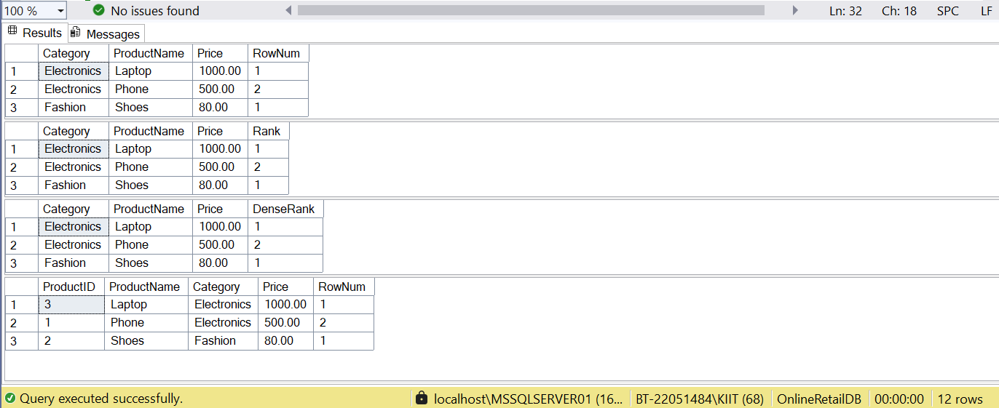 100 % No issues found Ln: 32 Ch: 18 SPC LF
Results Messages
Category ProductName Price RowNum
1 Electronics Laptop 1000.00 1
2 Electronics Phone 500.00 2
3 Fashion Shoes 80.00 1
Category ProductName Price Rank
1 Electronics Laptop 1000.00 1
2 Electronics Phone 500.00 2
3 Fashion Shoes 80.00 1
Category ProductName Price DenseRank
1 Electronics Laptop 1000.00 1
2 Electronics Phone 500.00 2
3 Fashion Shoes 80.00 1
ProductID ProductName Category Price RowNum
1 3 Laptop Electronics 1000.00 1
2 1 Phone Electronics 500.00 2
3 2 Shoes Fashion 80.00 1
Query executed successfully. localhost\MSSQLSERVER01 (16... BT-22051484\KIIT (68) OnlineRetailDB 00:00:00 12 rows